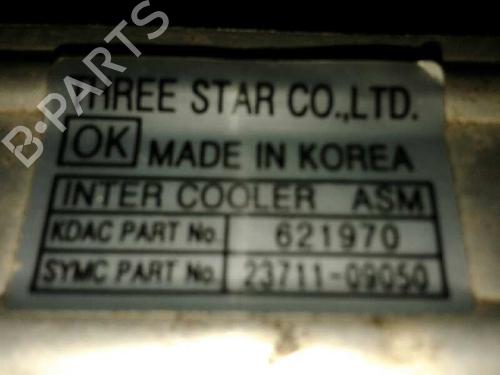 THREE STAR CO.,LTD.
OK MADE IN KOREA
INTER COOLER ASM
KDAC PART No. 621970
SYMC PART No. 23711-09050
B-PARTS